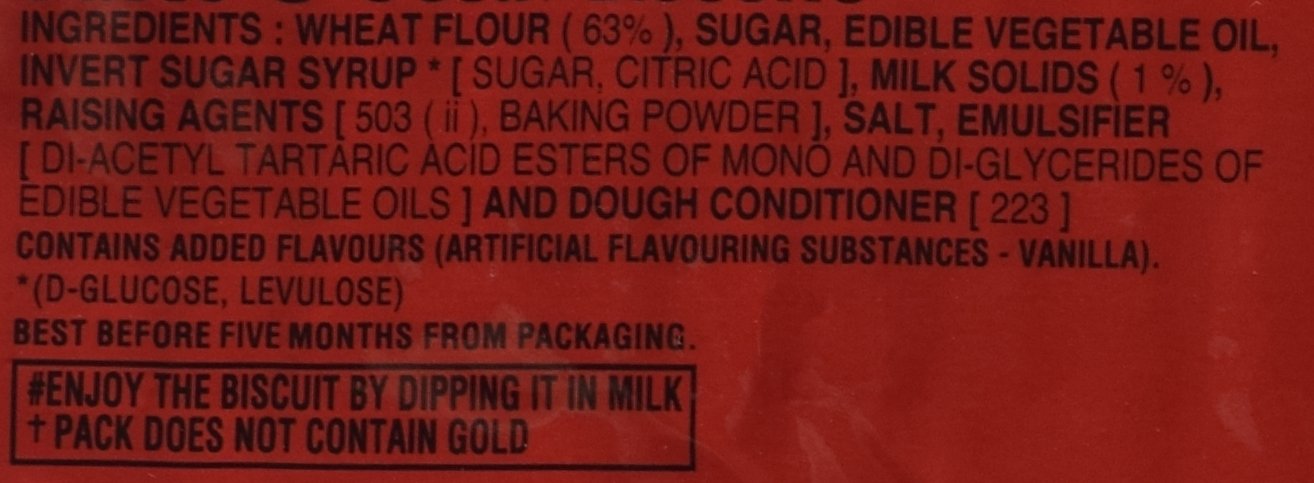 INGREDIENTS : WHEAT FLOUR ( 63% ), SUGAR, EDIBLE VEGETABLE OIL,
INVERT SUGAR SYRUP * [ SUGAR, CITRIC ACID ], MILK SOLIDS ( 1 % ),
RAISING AGENTS [ 503 ( ii ), BAKING POWDER ], SALT, EMULSIFIER
[ DI-ACETYL TARTARIC ACID ESTERS OF MONO AND DI-GLYCERIDES OF
EDIBLE VEGETABLE OILS ] AND DOUGH CONDITIONER [ 223 ]
CONTAINS ADDED FLAVOURS (ARTIFICIAL FLAVOURING SUBSTANCES - VANILLA).
*(D-GLUCOSE, LEVULOSE)
BEST BEFORE FIVE MONTHS FROM PACKAGING.
#ENJOY THE BISCUIT BY DIPPING IT IN MILK
† PACK DOES NOT CONTAIN GOLD